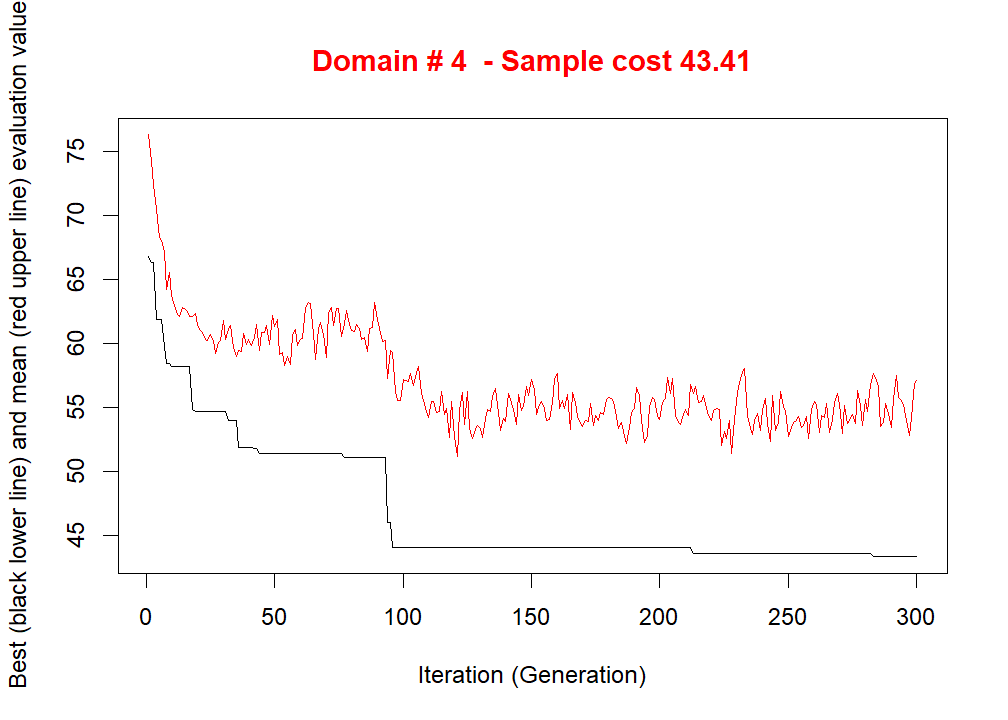 Domain # 4  - Sample cost 43.41
Best (black lower line) and mean (red upper line) evaluation value
75
70
65
60
55
50
45
0 50 100 150 200 250 300
Iteration (Generation)